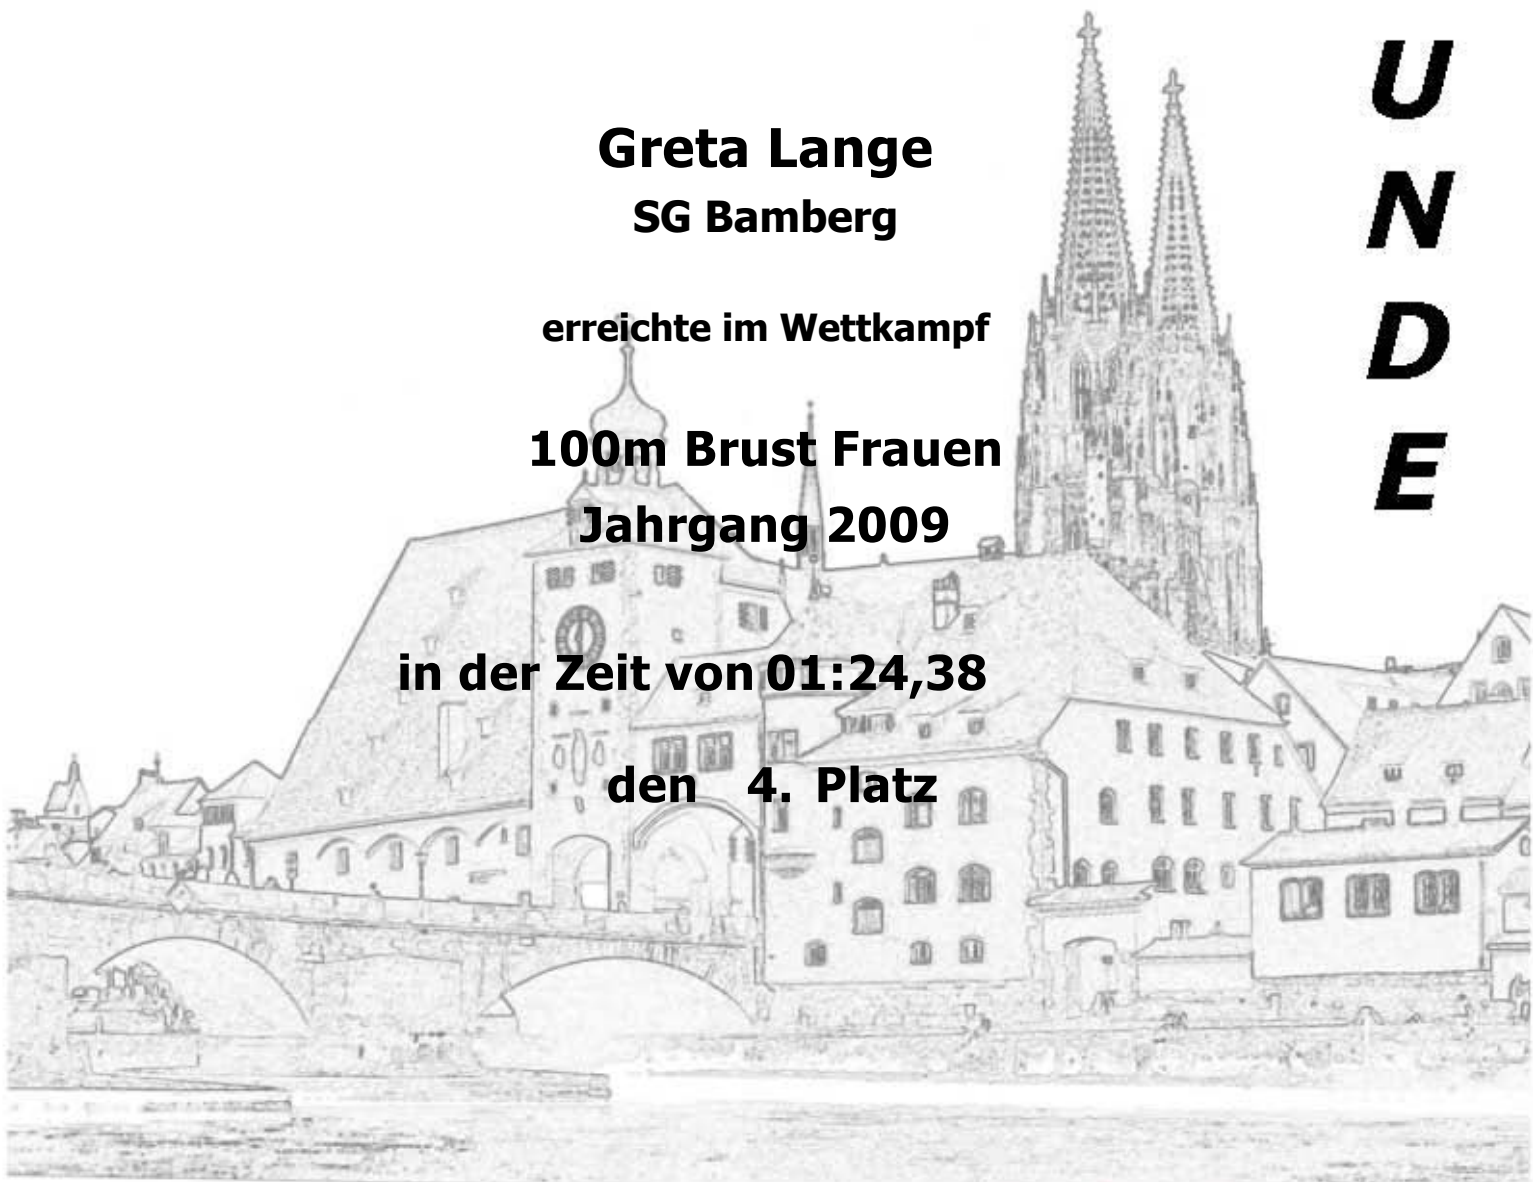 Greta Lange
SG Bamberg
erreichte im Wettkampf
100m Brust Frauen
Jahrgang 2009
in der Zeit von 01:24,38
den 4. Platz
U
N
D
E